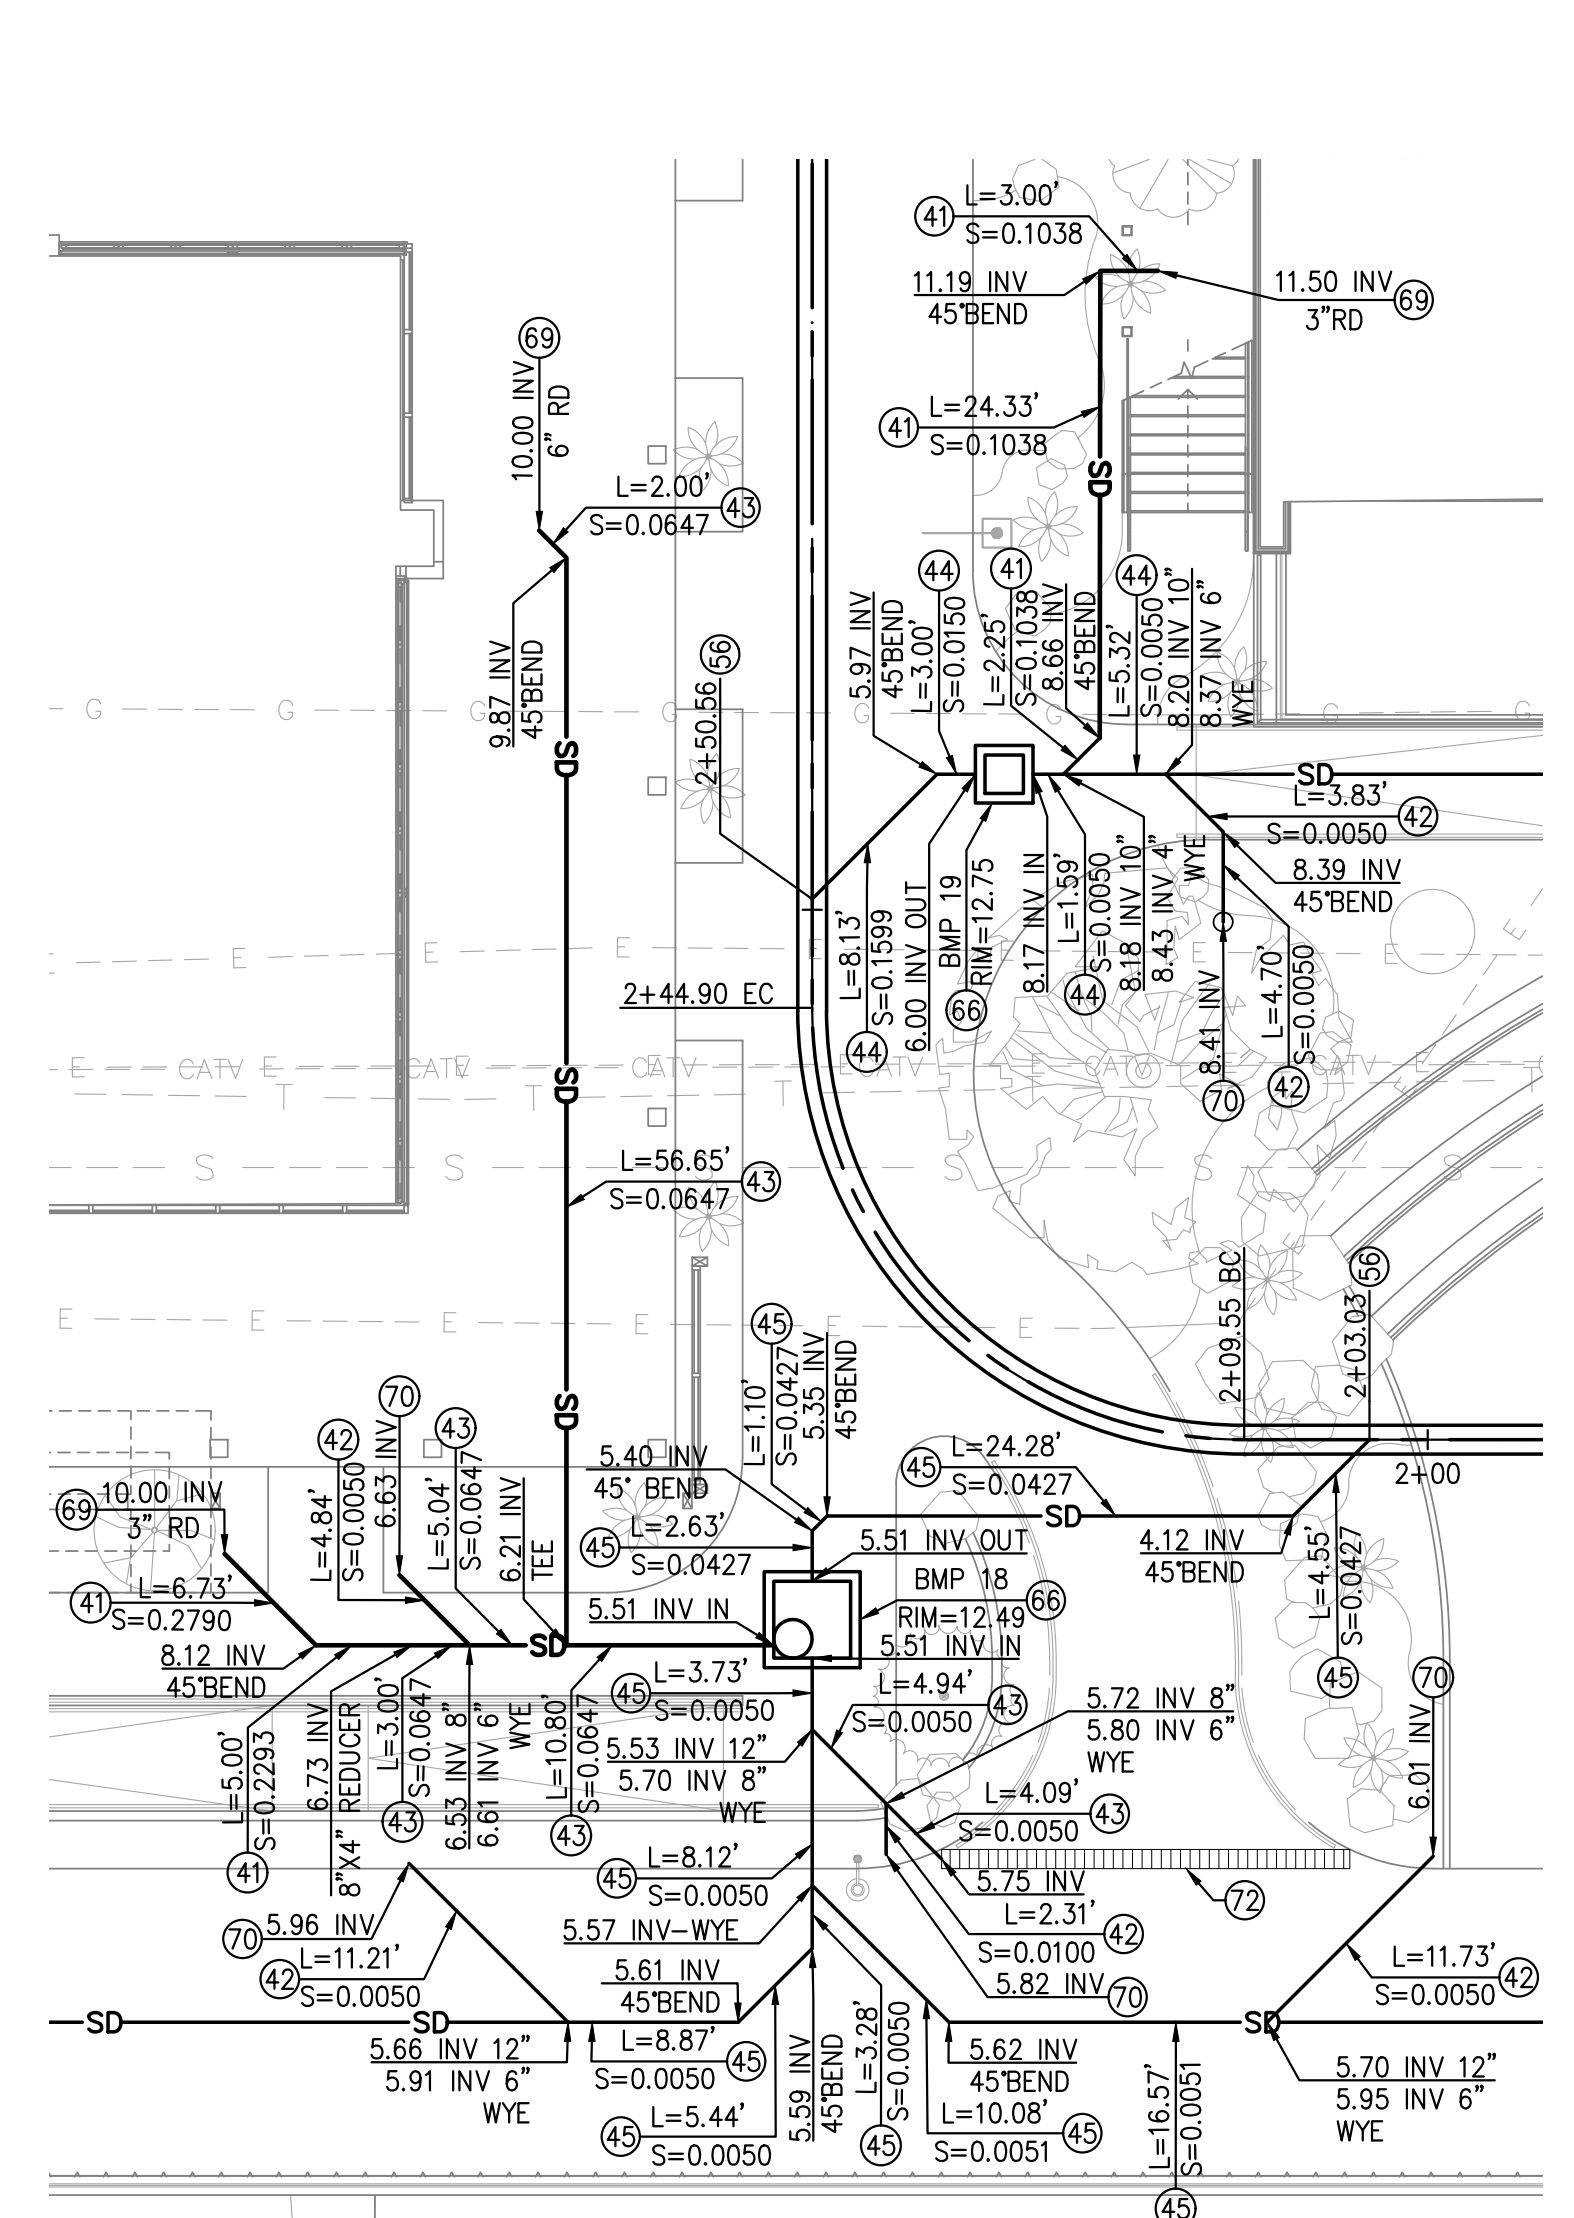 L=3.00'
41
S=0.1038
11.19 INV
45°BEND
11.50 INV
69
3"RD
69
10.00 INV
6" RD
L=24.33'
41
S=0.1038
SD
N
L=2.00'
43
S=0.0647
9.87 INV
45°BEND
44
41
44
5.97 INV
45°BEND
L=3.00'
S=0.0150
L=2.25'
S=0.1038
8.66 INV
45°BEND
L=5.32'
S=0.0050
8.20 INV 10"
8.37 INV 6"
WYE
56
2+50.56
G G G G G G G G
SD
SD
L=3.83'
42
S=0.0050
8.39 INV
45°BEND
L=8.13'
S=0.1599
44
6.00 INV OUT
BMP 19
RIM=12.75
66
8.17 INV IN
L=1.59'
S=0.0050
44
8.18 INV 10"
8.43 INV 4"
WYE
8.41 INV
70
L=4.70'
S=0.0050
42
E E E E E E E E
2+44.90 EC
E CATV E CATV E CATV E CATV E CATV E CATV
SD
T T T T T T
L=56.65'
43
S=0.0647
S S S S S
2+09.55 BC
2+03.03
56
E E E E E E
45
L=1.10'
S=0.0427
5.35 INV
45°BEND
SD
70
6.63 INV
42
L=4.84'
S=0.0050
43
L=5.04'
S=0.0647
6.21 INV
TEE
5.40 INV
45° BEND
L=24.28'
45
S=0.0427
SD
2+00
10.00 INV
69
3" RD
L=2.63'
45
S=0.0427
5.51 INV OUT
4.12 INV
45°BEND
L=4.55'
S=0.0427
45
L=6.73'
41
S=0.2790
BMP 18
66
RIM=12.49
5.51 INV IN
5.51 INV IN
SD
8.12 INV
45°BEND
L=3.73'
45
S=0.0050
L=4.94'
43
S=0.0050
5.72 INV 8"
5.80 INV 6"
WYE
70
6.01 INV
L=5.00'
S=0.2293
41
6.73 INV
8"X4" REDUCER
L=3.00'
S=0.0647
43
6.53 INV 8"
6.61 INV 6"
WYE
L=10.80'
S=0.0647
43
5.53 INV 12"
5.70 INV 8"
WYE
L=4.09'
43
S=0.0050
L=8.12'
45
S=0.0050
5.75 INV
72
L=2.31'
42
S=0.0100
5.82 INV
70
5.96 INV
70
L=11.21'
42
S=0.0050
5.57 INV-WYE
5.61 INV
45°BEND
L=11.73'
42
S=0.0050
SD
SD
SD
5.66 INV 12"
5.91 INV 6"
WYE
L=8.87'
45
S=0.0050
L=5.44'
45
S=0.0050
5.59 INV
45°BEND
L=3.28'
S=0.0050
45
5.62 INV
45°BEND
L=10.08'
45
S=0.0051
L=16.57'
S=0.0051
45
5.70 INV 12"
5.95 INV 6"
WYE